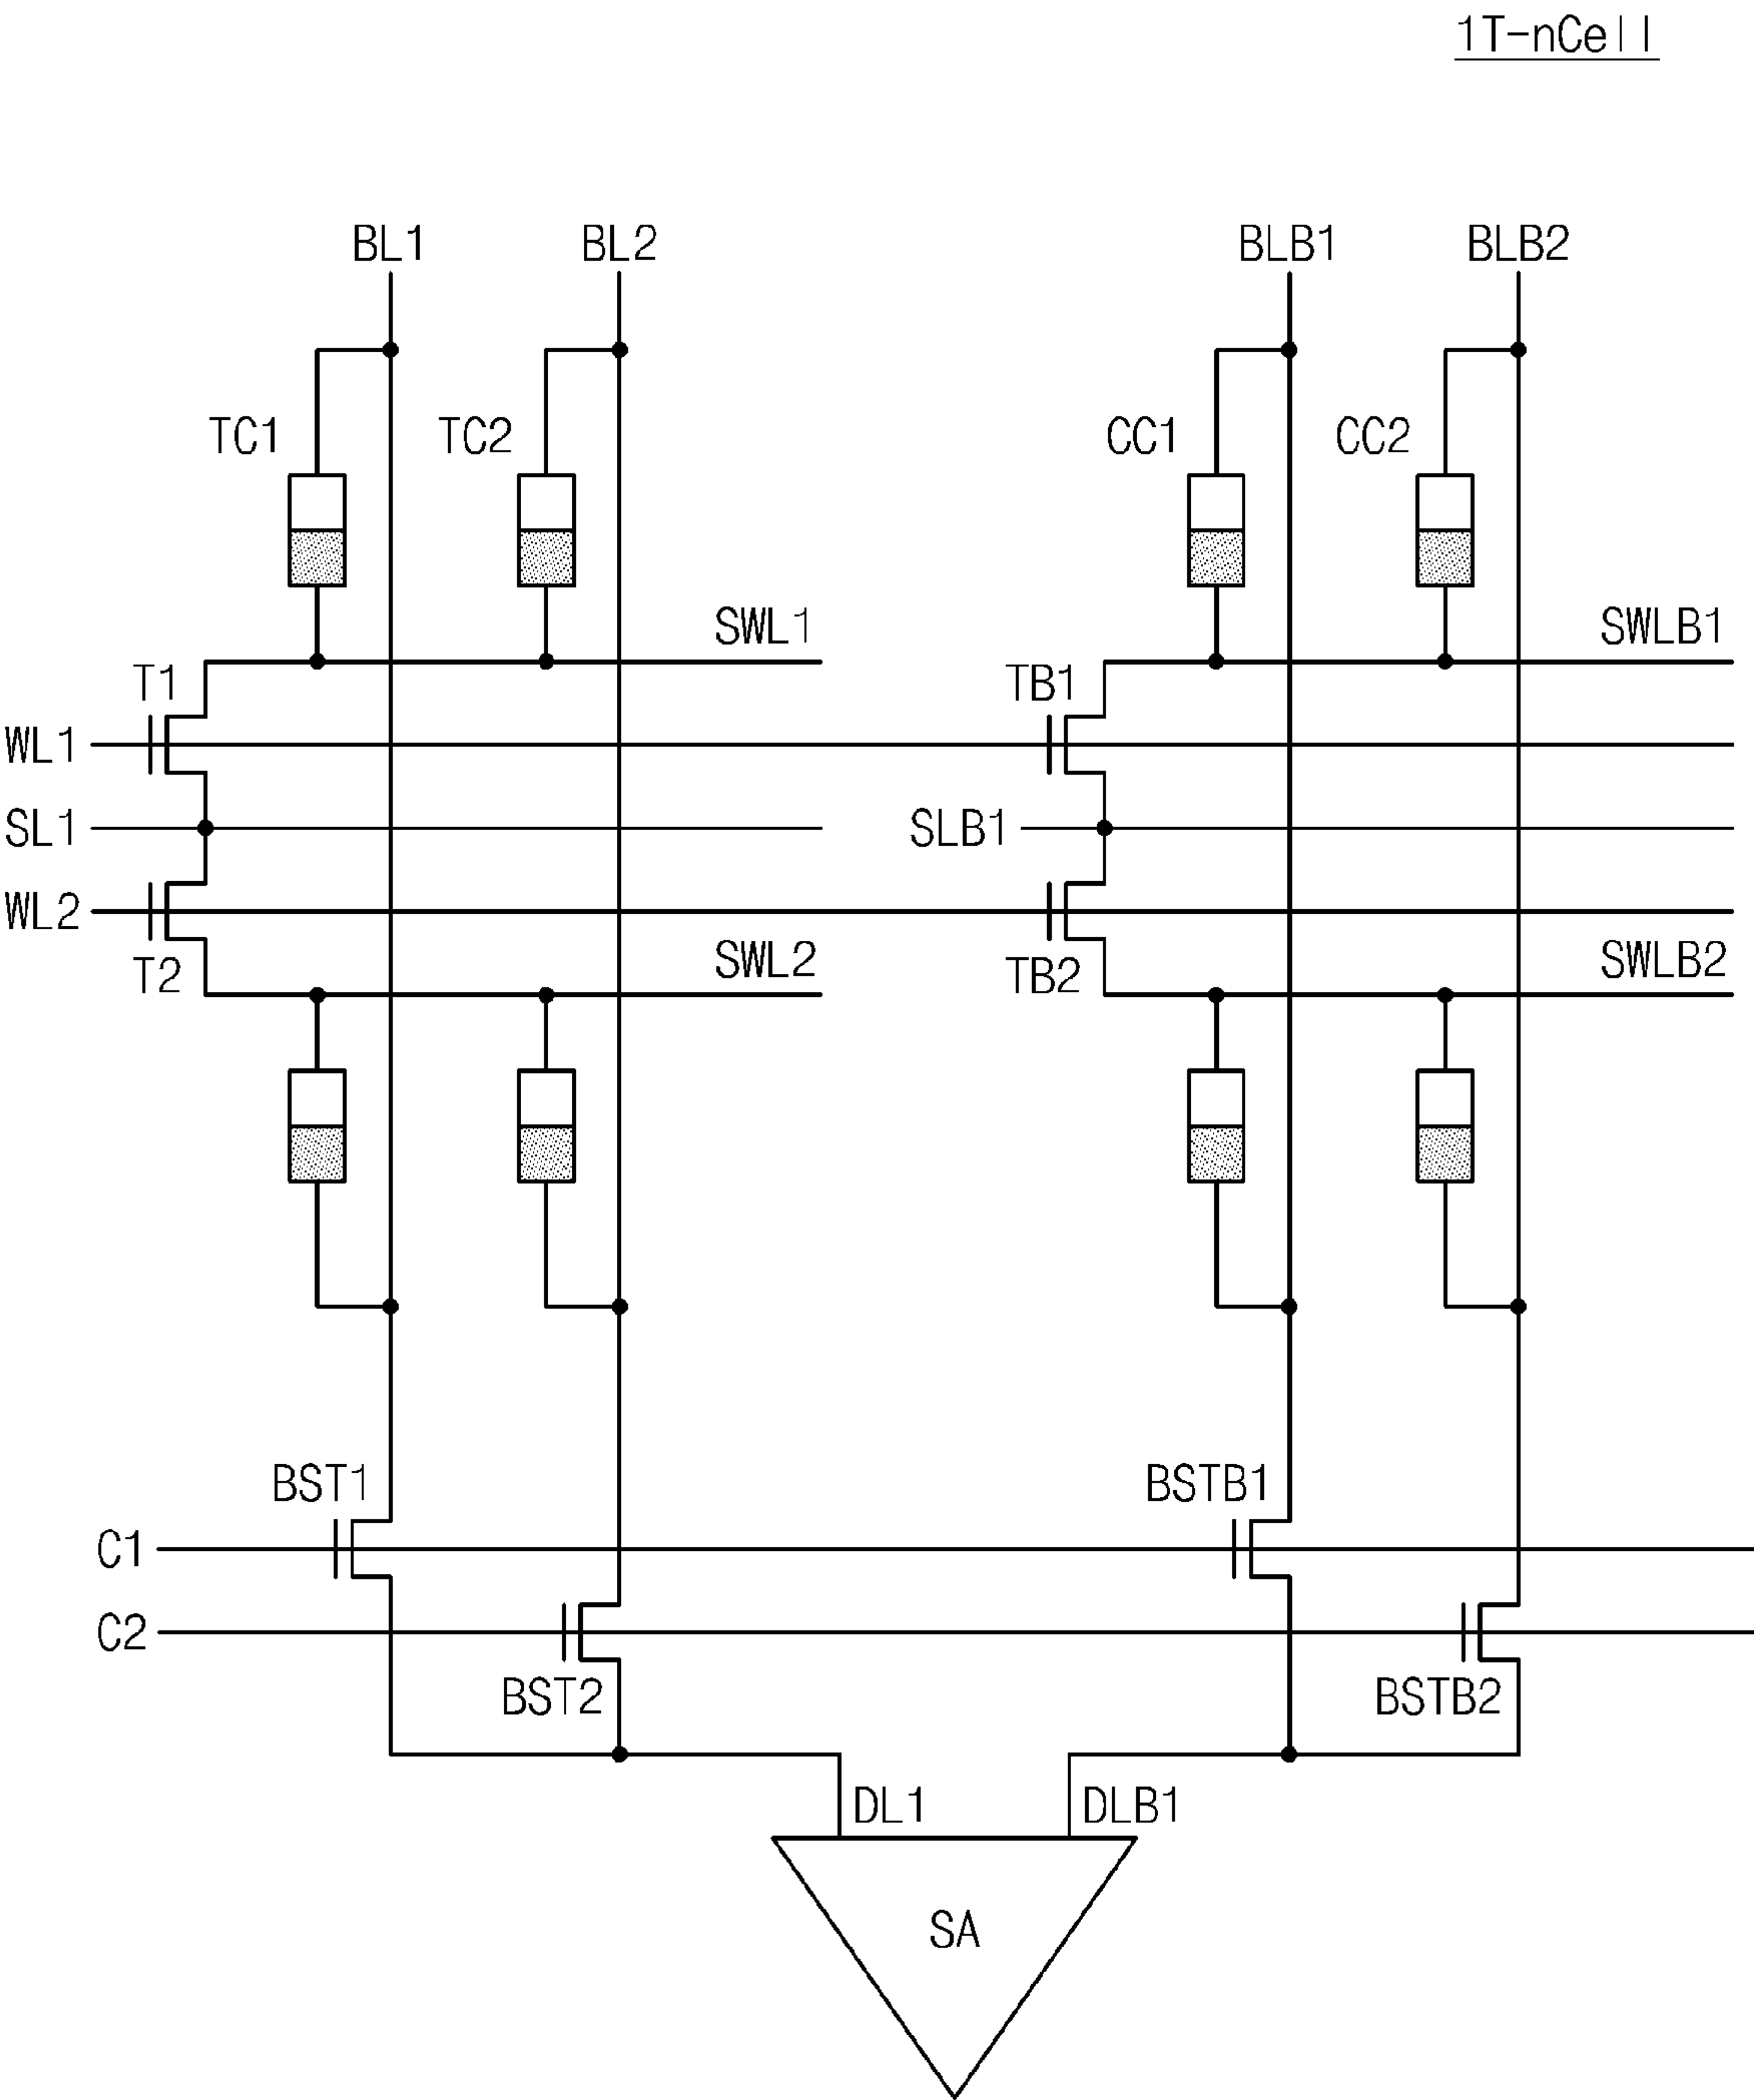 1T-nCell
BL1 BL2 BLB1 BLB2
TC1 TC2 CC1 CC2
SWL1 SWLB1
T1 TB1
WL1
SL1 SLB1
WL2
SWL2 SWLB2
T2 TB2
BST1 BSTB1
C1
C2
BST2 BSTB2
DL1 DLB1
SA